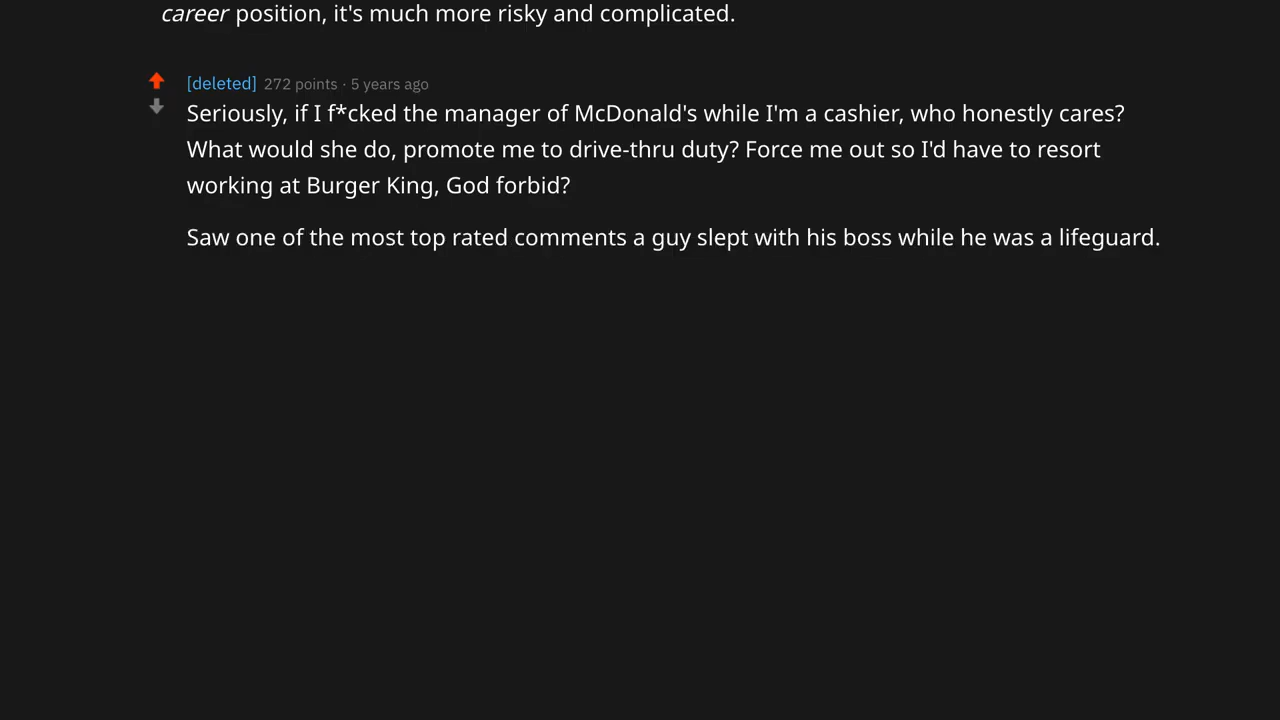 career position, it's much more risky and complicated.
[deleted] 272 points · 5 years ago
Seriously, if I f*cked the manager of McDonald's while I'm a cashier, who honestly cares?
What would she do, promote me to drive-thru duty? Force me out so I'd have to resort
working at Burger King, God forbid?
Saw one of the most top rated comments a guy slept with his boss while he was a lifeguard.